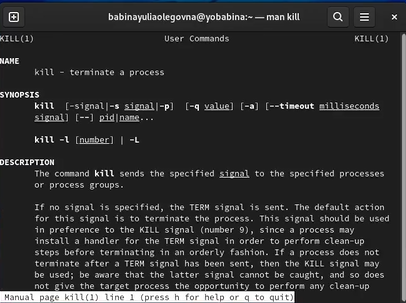 babinayuliaolegovna@yobabina:~ — man kill
KILL(1) User Commands KILL(1)
NAME
kill - terminate a process
SYNOPSIS
kill [-signal|-s signal|-p] [-q value] [-a] [--timeout milliseconds
signal] [--] pid|name...
kill -l [number] | -L
DESCRIPTION
The command kill sends the specified signal to the specified processes
or process groups.
If no signal is specified, the TERM signal is sent. The default action
for this signal is to terminate the process. This signal should be used
in preference to the KILL signal (number 9), since a process may
install a handler for the TERM signal in order to perform clean-up
steps before terminating in an orderly fashion. If a process does not
terminate after a TERM signal has been sent, then the KILL signal may
be used; be aware that the latter signal cannot be caught, and so does
not give the target process the opportunity to perform any clean-up
Manual page kill(1) line 1 (press h for help or q to quit)